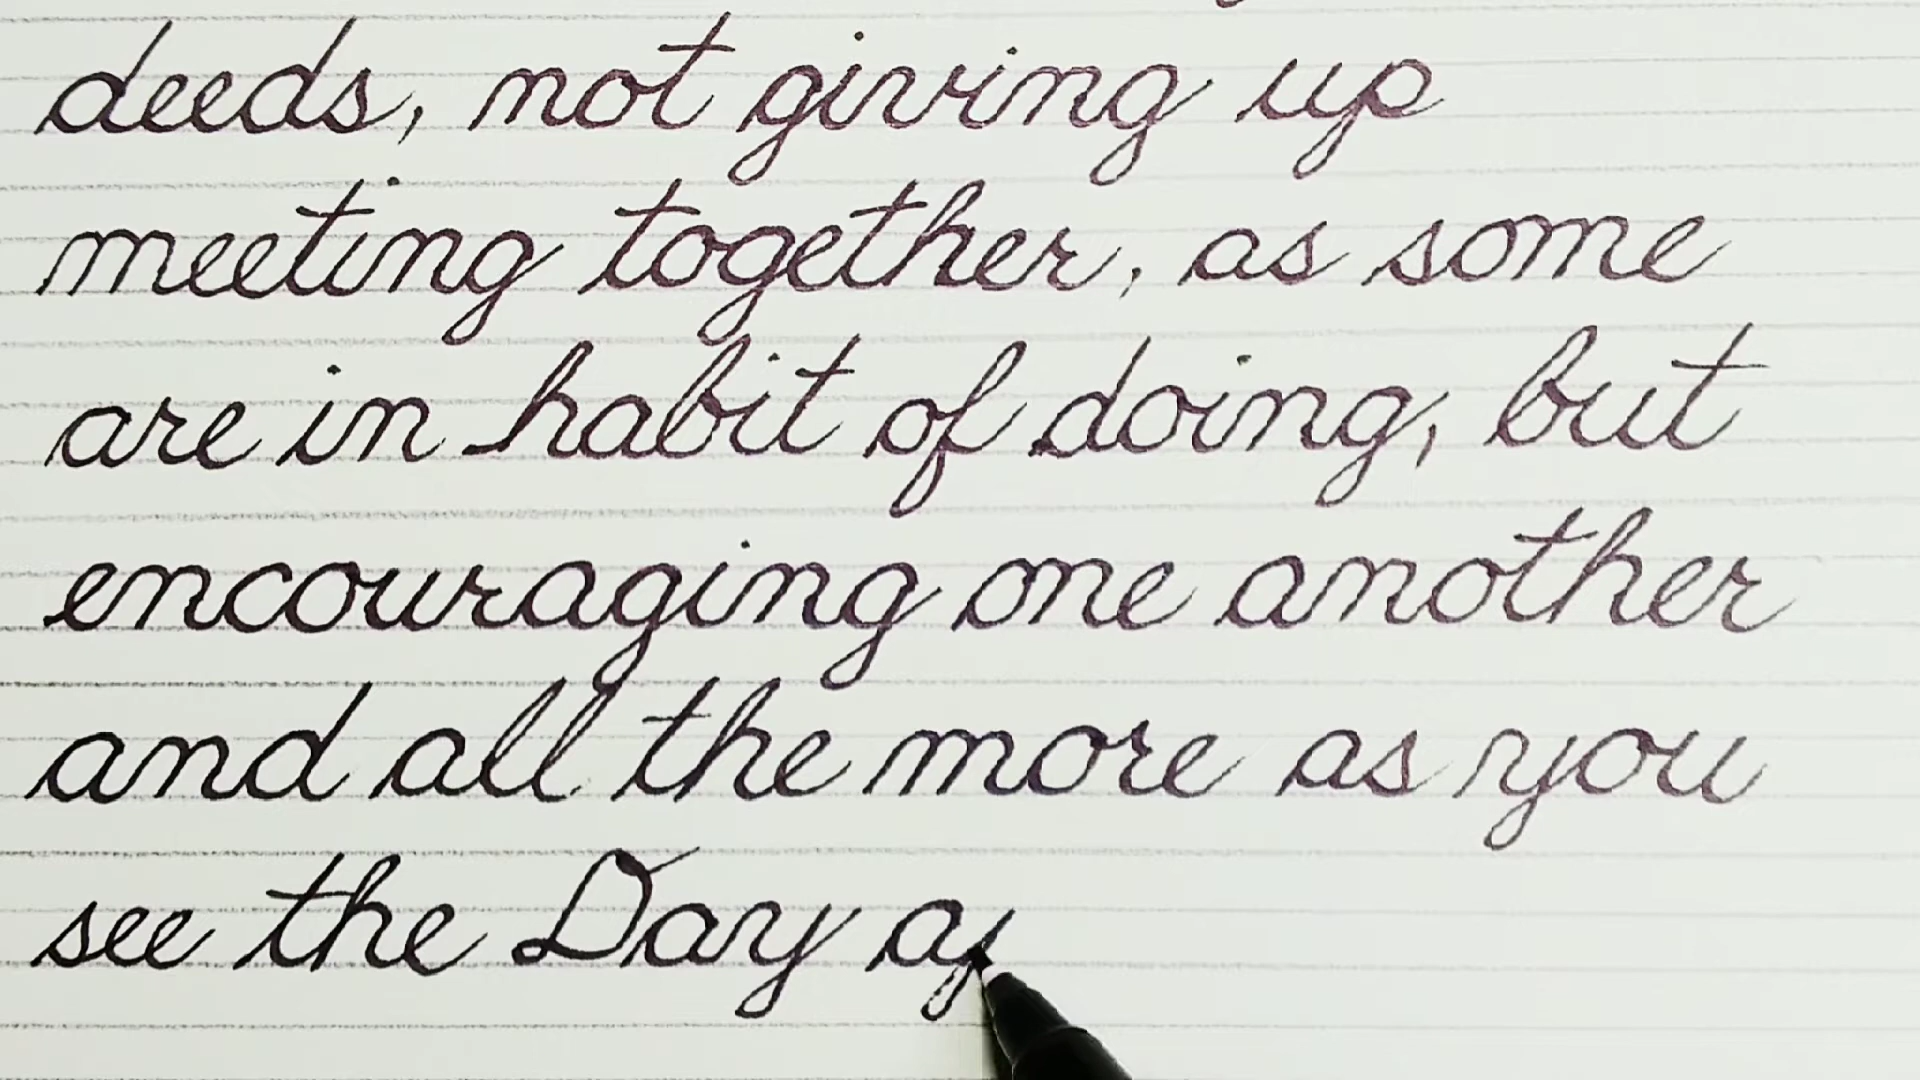 deeds, not giving up
meeting together, as some
are in habit of doing, but
encouraging one another
and all the more as you
see the Day ap